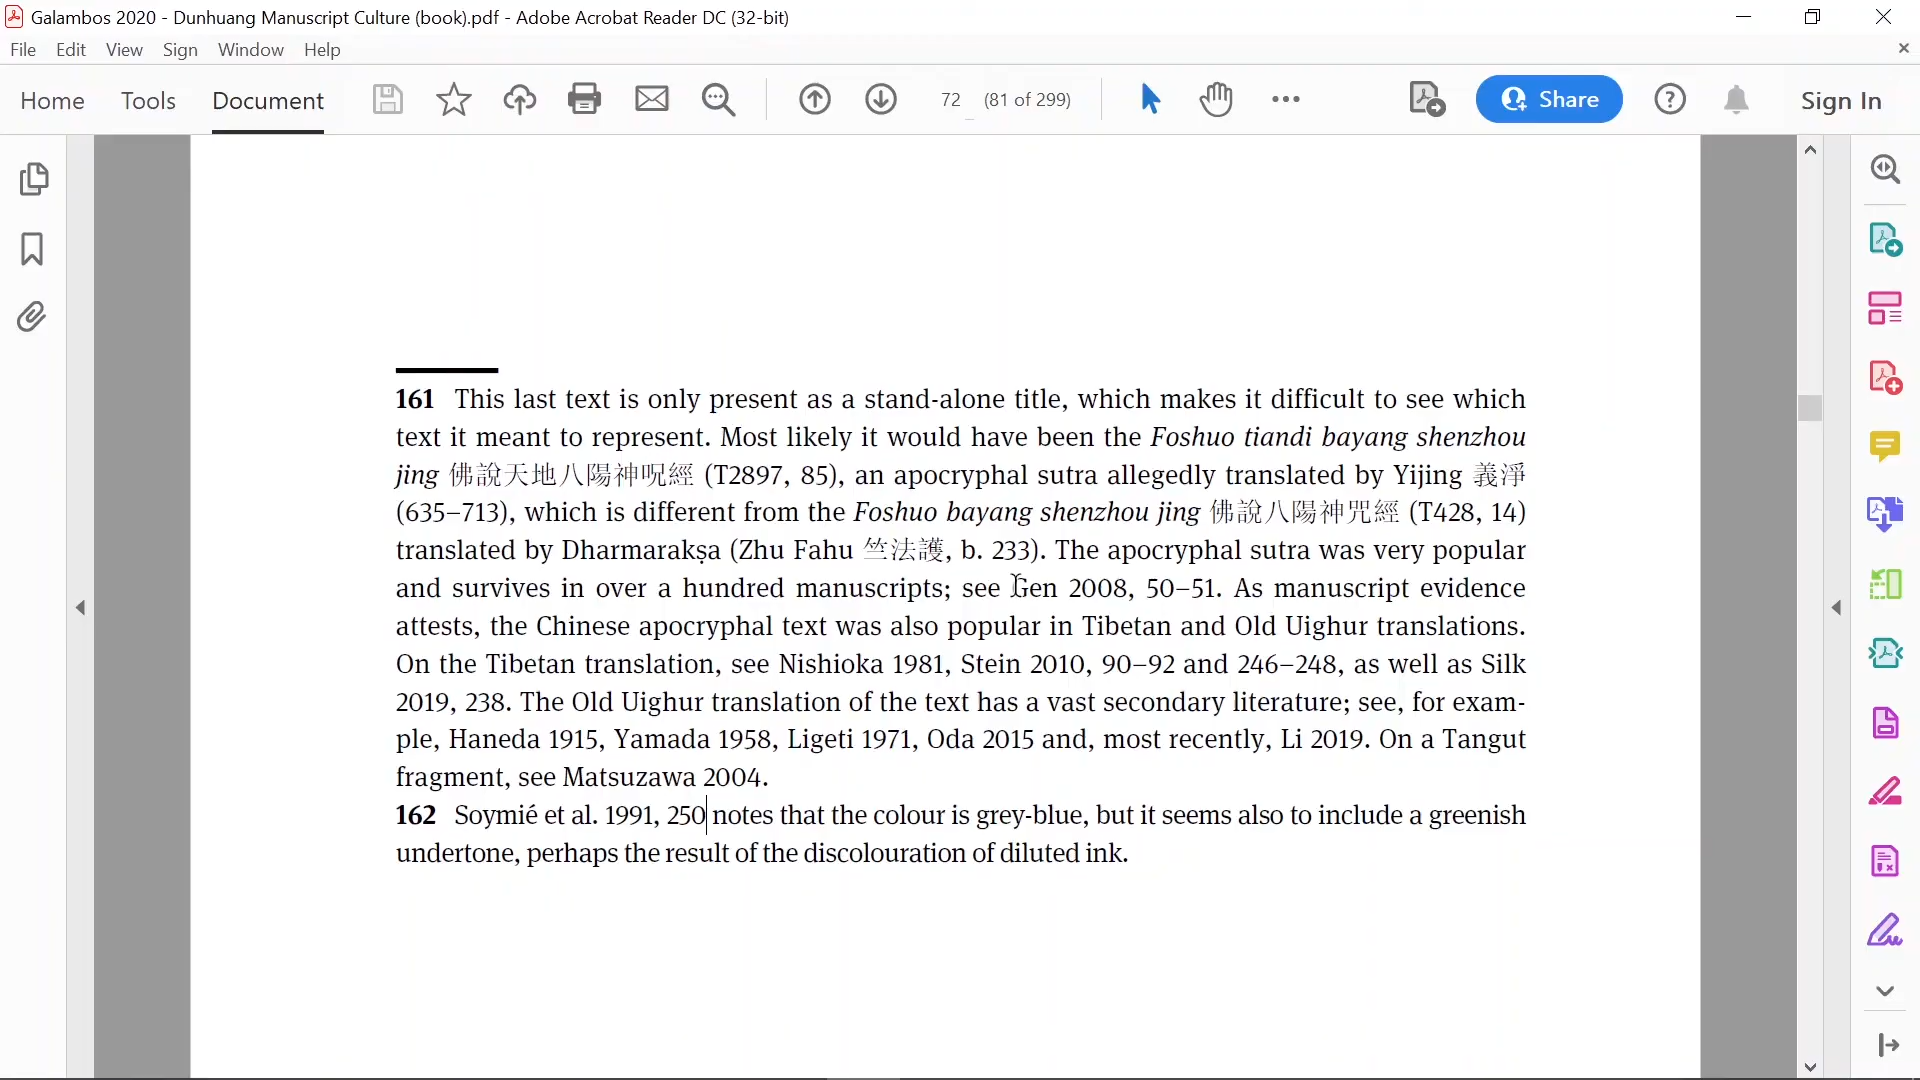 Galambos 2020 - Dunhuang Manuscript Culture (book).pdf - Adobe Acrobat Reader DC (32-bit)
File Edit View Sign Window Help
Home Tools Document 72 (81 of 299) Share Sign In
161 This last text is only present as a stand-alone title, which makes it difficult to see which
text it meant to represent. Most likely it would have been the Foshuo tiandi bayang shenzhou
jing 佛說天地八陽神呪經 (T2897, 85), an apocryphal sutra allegedly translated by Yijing 義淨
(635–713), which is different from the Foshuo bayang shenzhou jing 佛說八陽神咒經 (T428, 14)
translated by Dharmarakṣa (Zhu Fahu 竺法護, b. 233). The apocryphal sutra was very popular
and survives in over a hundred manuscripts; see Gen 2008, 50–51. As manuscript evidence
attests, the Chinese apocryphal text was also popular in Tibetan and Old Uighur translations.
On the Tibetan translation, see Nishioka 1981, Stein 2010, 90–92 and 246–248, as well as Silk
2019, 238. The Old Uighur translation of the text has a vast secondary literature; see, for exam-
ple, Haneda 1915, Yamada 1958, Ligeti 1971, Oda 2015 and, most recently, Li 2019. On a Tangut
fragment, see Matsuzawa 2004.
162 Soymié et al. 1991, 250 notes that the colour is grey-blue, but it seems also to include a greenish
undertone, perhaps the result of the discolouration of diluted ink.